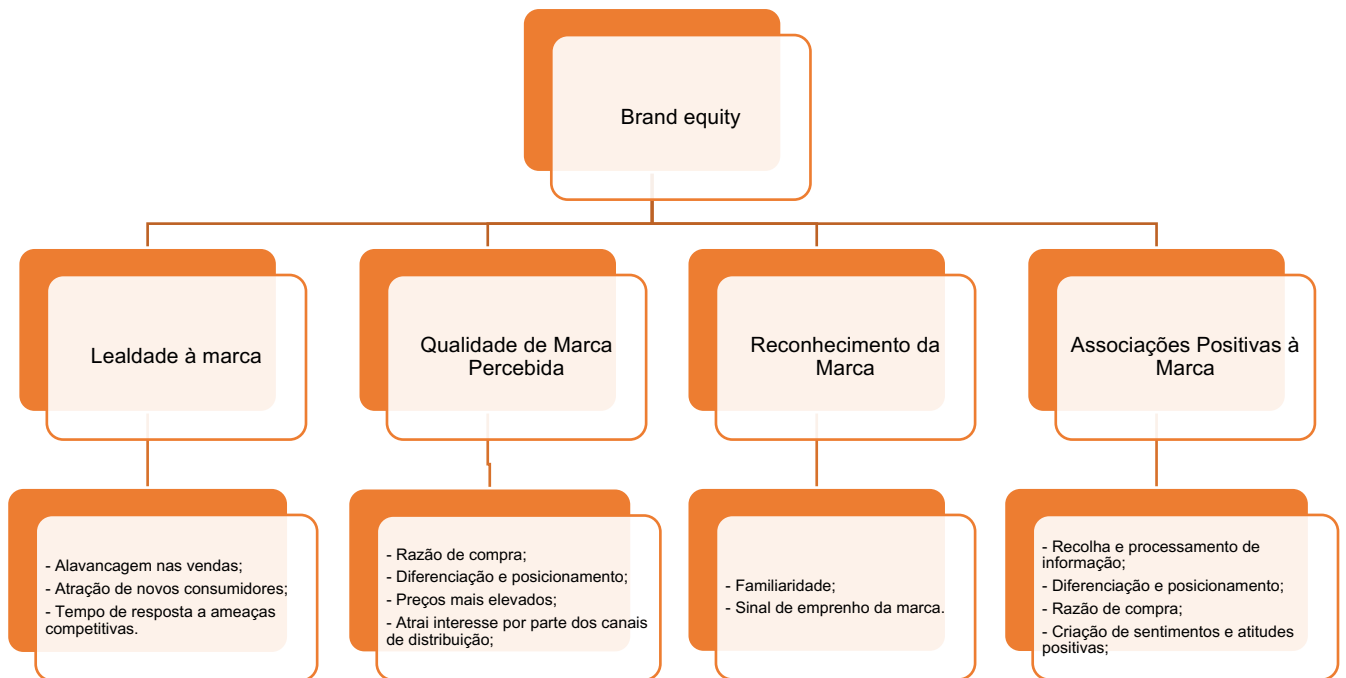 Brand equity
Lealdade à marca
Qualidade de Marca
Percebida
Reconhecimento da
Marca
Associações Positivas à
Marca
- Alavancagem nas vendas;
- Atração de novos consumidores;
- Tempo de resposta a ameaças
competitivas.
- Razão de compra;
- Diferenciação e posicionamento;
- Preços mais elevados;
- Atrai interesse por parte dos canais
de distribuição;
- Familiaridade;
- Sinal de emprenho da marca.
- Recolha e processamento de
informação;
- Diferenciação e posicionamento;
- Razão de compra;
- Criação de sentimentos e atitudes
positivas;